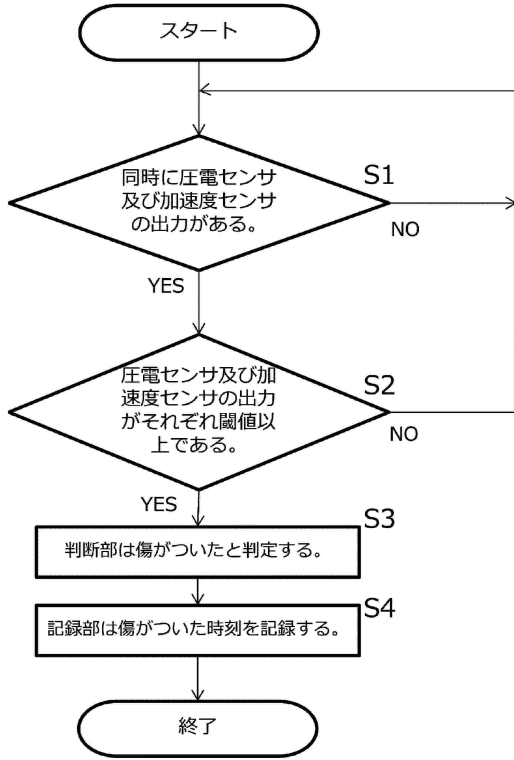 スタート
同時に圧電センサ
及び加速度センサ
の出力がある。
S1
NO
YES
圧電センサ及び加
速度センサの出力
がそれぞれ閾値以
上である。
S2
NO
YES
S3
判断部は傷がついたと判定する。
S4
記録部は傷がついた時刻を記録する。
終了